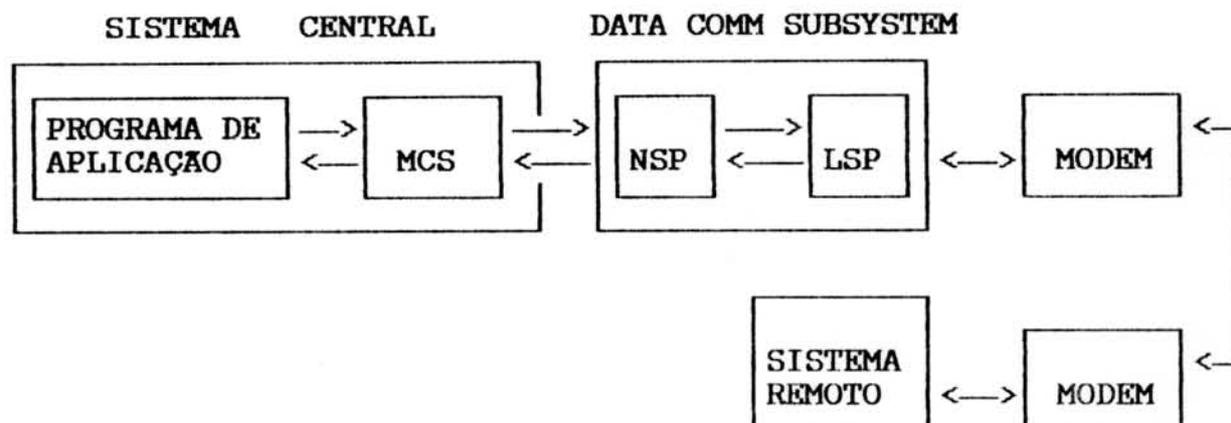 SISTEMA CENTRAL
DATA COMM SUBSYSTEM
PROGRAMA DE
APLICAÇÃO
MCS
NSP
LSP
MODEM
SISTEMA
REMOTO
MODEM